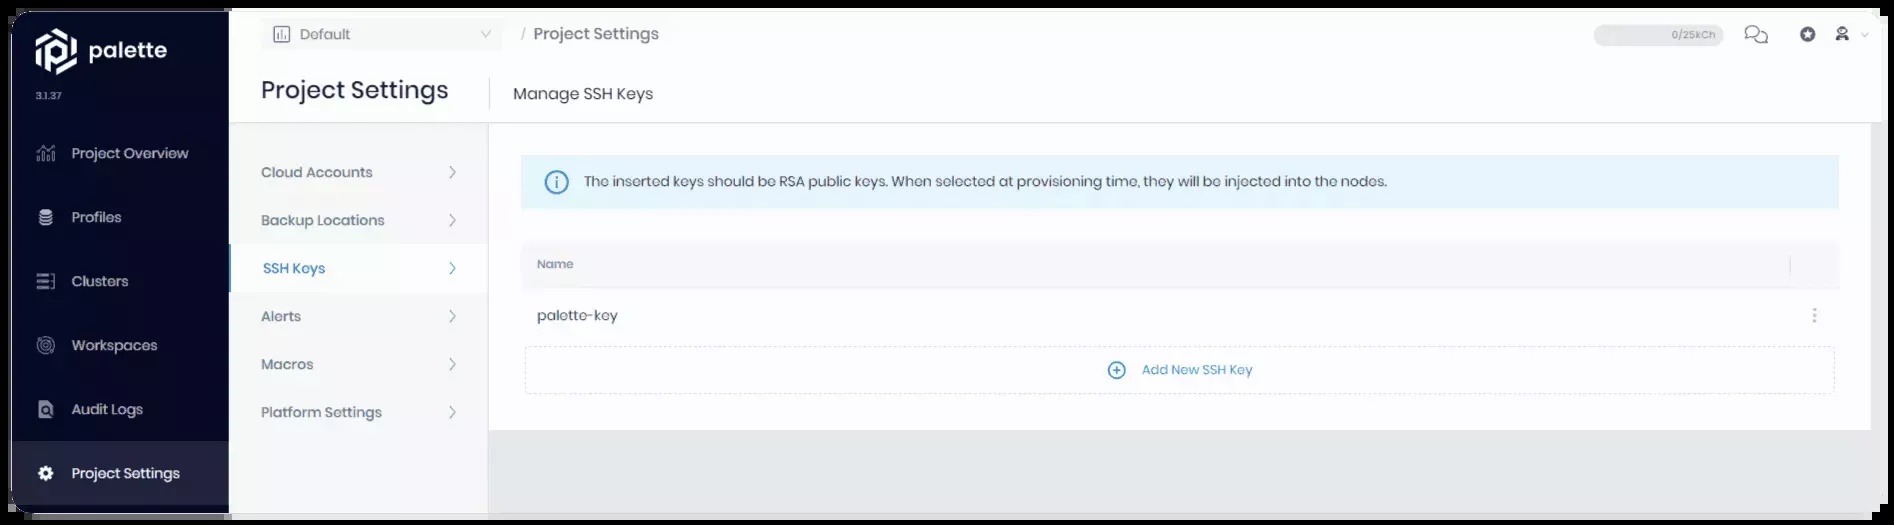 palette
3.1.37
Project Overview
Profiles
Clusters
Workspaces
Audit Logs
Project Settings
Default
/ Project Settings
0/25kCh
Project Settings
Manage SSH Keys
Cloud Accounts
Backup Locations
SSH Keys
Alerts
Macros
Platform Settings
The inserted keys should be RSA public keys. When selected at provisioning time, they will be injected into the nodes.
Name
palette-key
Add New SSH Key